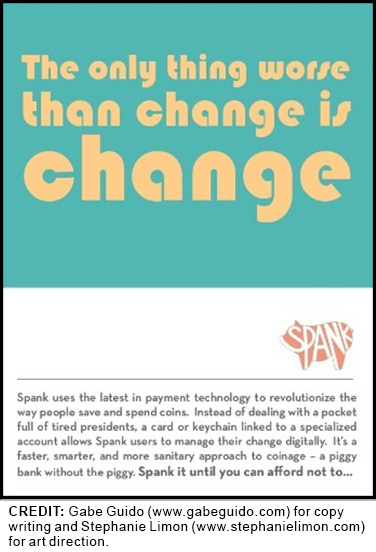 The only thing worse
than change is
change
SPANK
Spank uses the latest in payment technology to revolutionize the
way people save and spend coins. Instead of dealing with a pocket
full of tired presidents, a card or keychain linked to a specialized
account allows Spank users to manage their change digitally. It's a
faster, smarter, and more sanitary approach to coinage – a piggy
bank without the piggy. Spank it until you can afford not to...
CREDIT: Gabe Guido (www.gabeguido.com) for copy
writing and Stephanie Limon (www.stephanielimon.com)
for art direction.